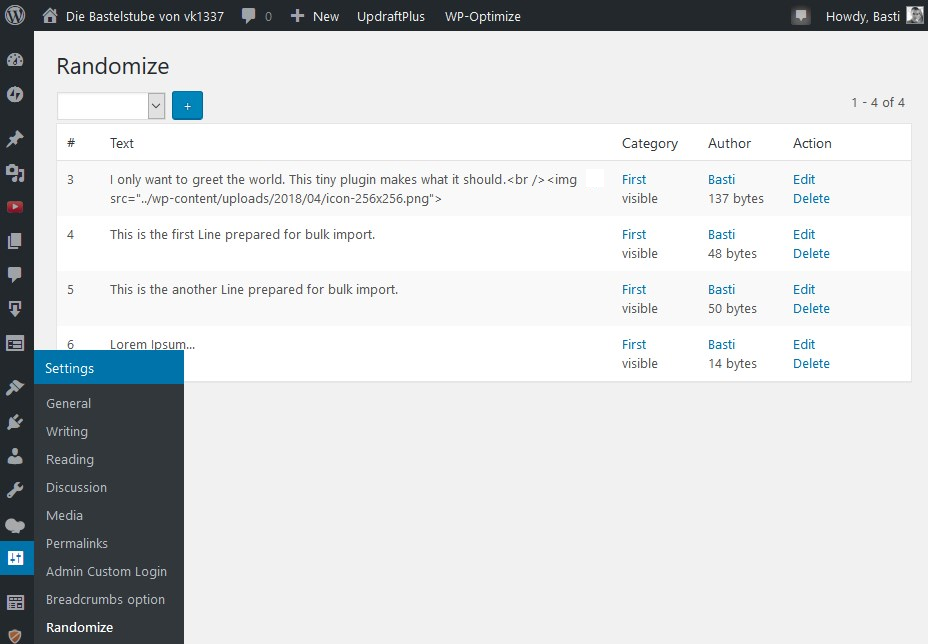 Die Bastelstube von vk1337 0 New UpdraftPlus WP-Optimize Howdy, Basti
Randomize
+ 1 - 4 of 4
# Text Category Author Action
3 I only want to greet the world. This tiny plugin makes what it should.<br /><img First Basti Edit
src="../wp-content/uploads/2018/04/icon-256x256.png"> visible 137 bytes Delete
4 This is the first Line prepared for bulk import. First Basti Edit
visible 48 bytes Delete
5 This is the another Line prepared for bulk import. First Basti Edit
visible 50 bytes Delete
6 Lorem Ipsum... First Basti Edit
visible 14 bytes Delete
Settings
General
Writing
Reading
Discussion
Media
Permalinks
Admin Custom Login
Breadcrumbs option
Randomize